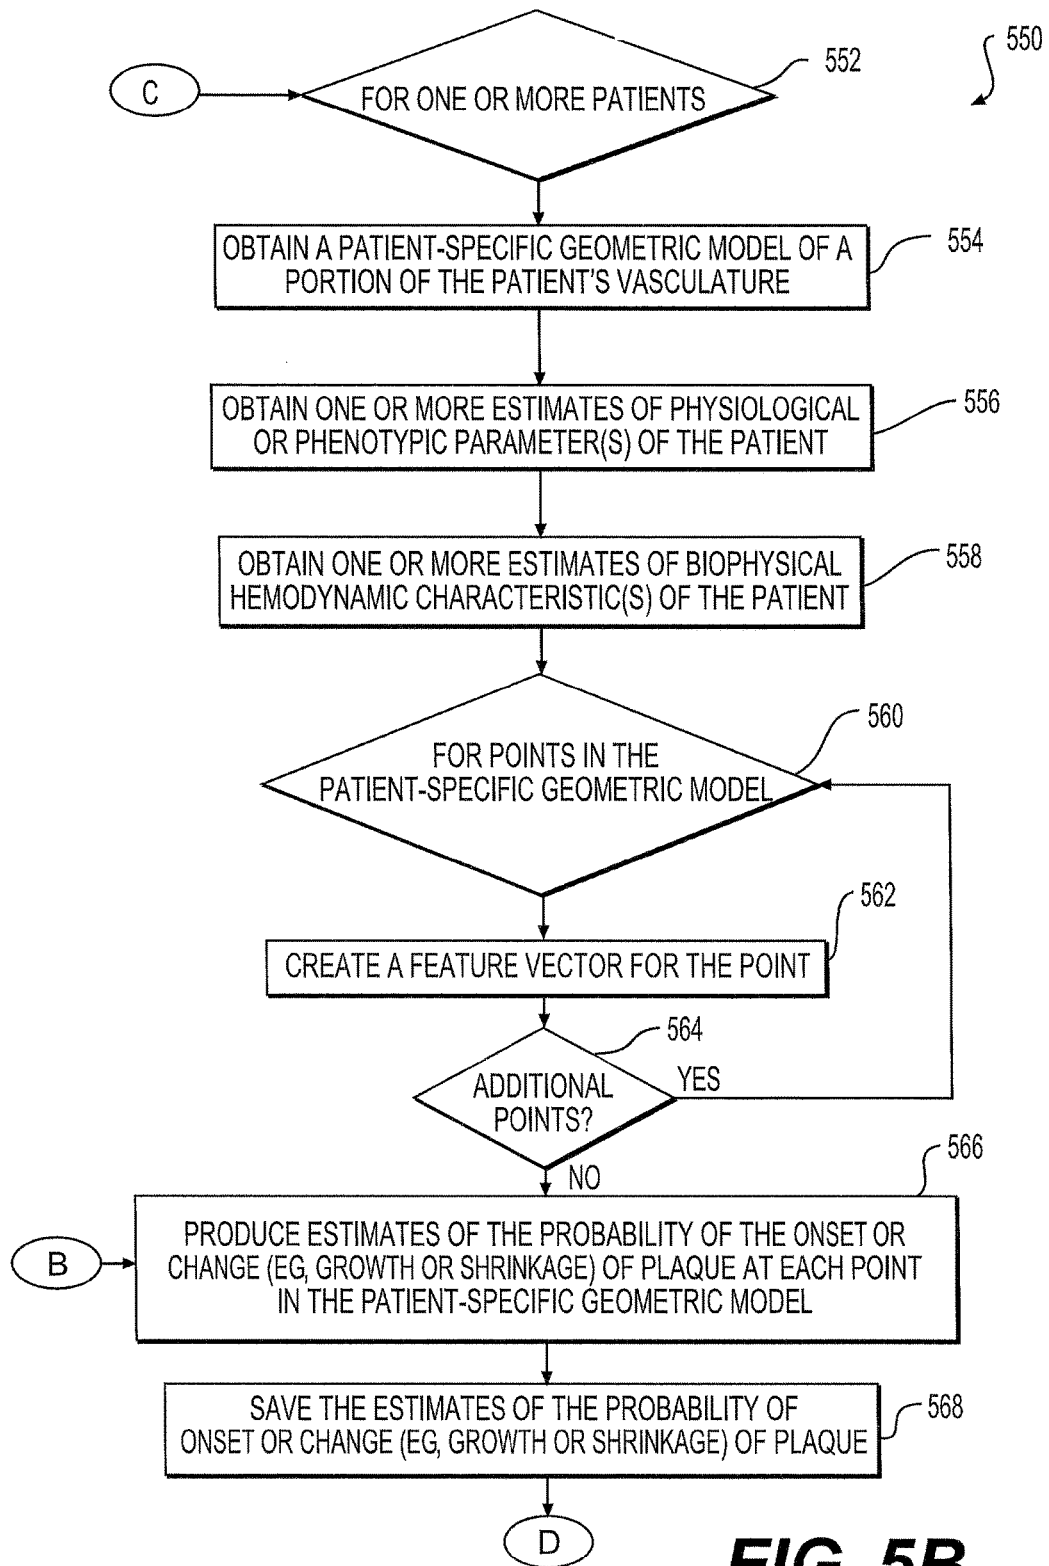 550
552
C
FOR ONE OR MORE PATIENTS
554
OBTAIN A PATIENT-SPECIFIC GEOMETRIC MODEL OF A
PORTION OF THE PATIENT'S VASCULATURE
556
OBTAIN ONE OR MORE ESTIMATES OF PHYSIOLOGICAL
OR PHENOTYPIC PARAMETER(S) OF THE PATIENT
558
OBTAIN ONE OR MORE ESTIMATES OF BIOPHYSICAL
HEMODYNAMIC CHARACTERISTIC(S) OF THE PATIENT
560
FOR POINTS IN THE
PATIENT-SPECIFIC GEOMETRIC MODEL
562
CREATE A FEATURE VECTOR FOR THE POINT
564
ADDITIONAL
POINTS?
YES
NO
566
B
PRODUCE ESTIMATES OF THE PROBABILITY OF THE ONSET OR
CHANGE (EG, GROWTH OR SHRINKAGE) OF PLAQUE AT EACH POINT
IN THE PATIENT-SPECIFIC GEOMETRIC MODEL
568
SAVE THE ESTIMATES OF THE PROBABILITY OF
ONSET OR CHANGE (EG, GROWTH OR SHRINKAGE) OF PLAQUE
D
FIG. 5B